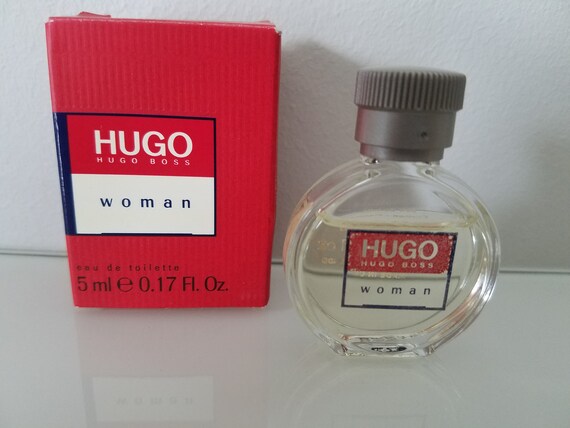 HUGO
HUGO BOSS
woman
eau de toilette
5 ml ℮ 0.17 Fl. Oz.
HUGO
HUGO BOSS
woman